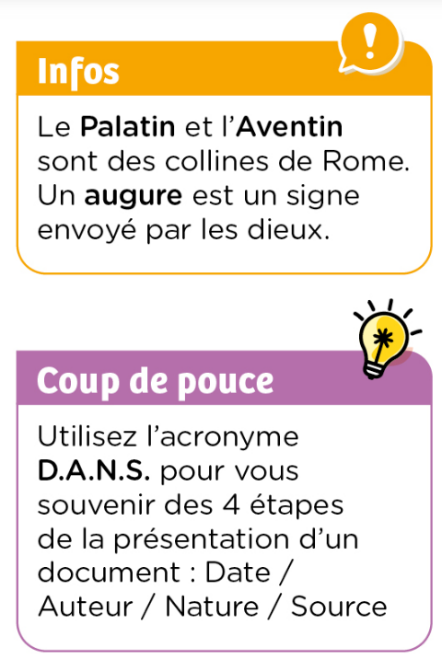 Infos
!
Le Palatin et l'Aventin
sont des collines de Rome.
Un augure est un signe
envoyé par les dieux.
Coup de pouce
Utilisez l'acronyme
D.A.N.S. pour vous
souvenir des 4 étapes
de la présentation d'un
document : Date /
Auteur / Nature / Source